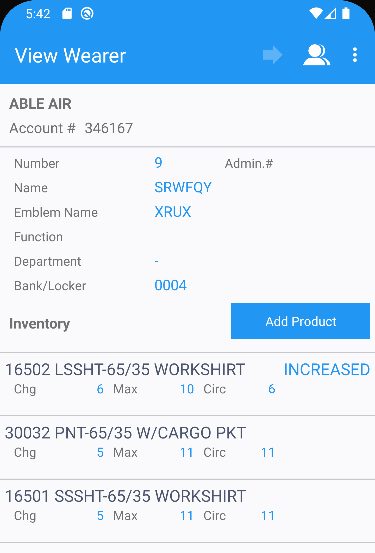 5:42
View Wearer
ABLE AIR
Account # 346167
Number 9 Admin.#
Name SRWFQY
Emblem Name XRUX
Function
Department -
Bank/Locker 0004
Inventory Add Product
16502 LSSHT-65/35 WORKSHIRT INCREASED
Chg 6 Max 10 Circ 6
30032 PNT-65/35 W/CARGO PKT
Chg 5 Max 11 Circ 11
16501 SSSHT-65/35 WORKSHIRT
Chg 5 Max 11 Circ 11